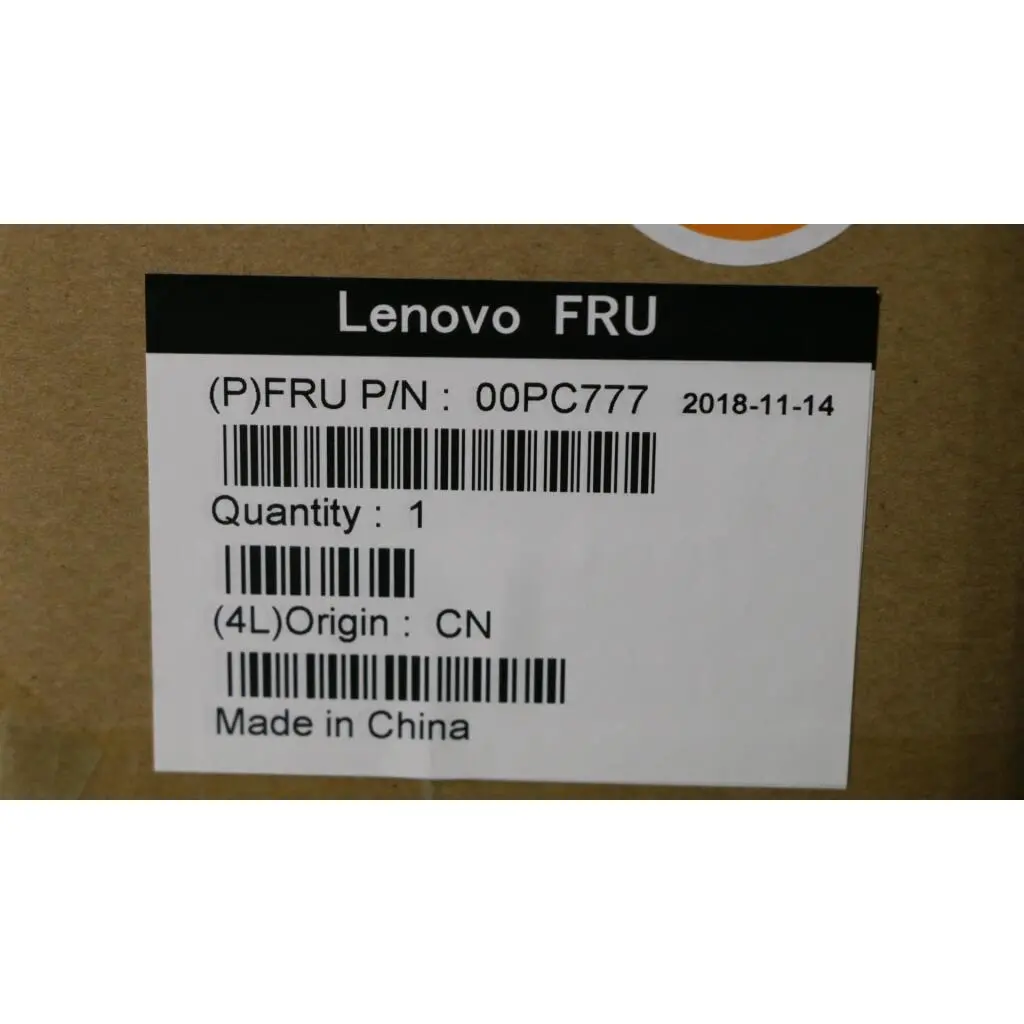 Lenovo FRU
(P)FRU P/N : 00PC777 2018-11-14
Quantity : 1
(4L)Origin : CN
Made in China